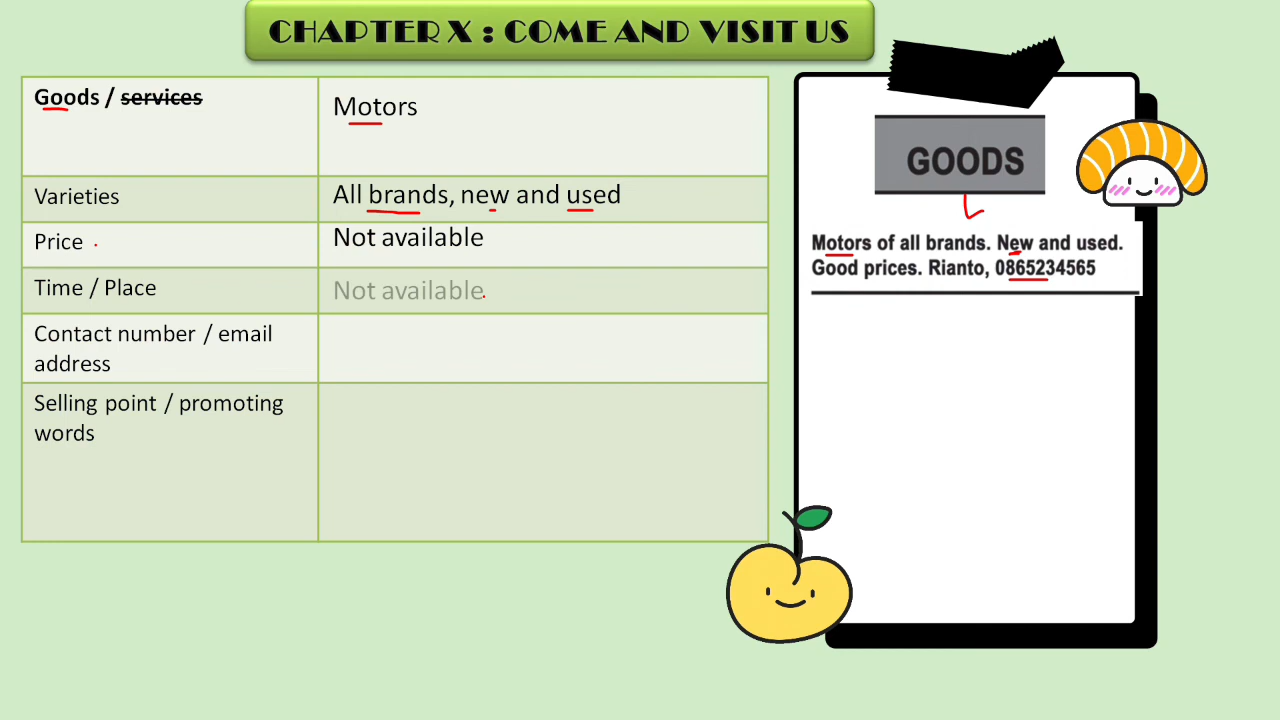 CHAPTER X : COME AND VISIT US
Goods / services
Motors
Varieties
All brands, new and used
Price
Not available
Time / Place
Not available
Contact number / email
address
Selling point / promoting
words
GOODS
Motors of all brands. New and used.
Good prices. Rianto, 0865234565